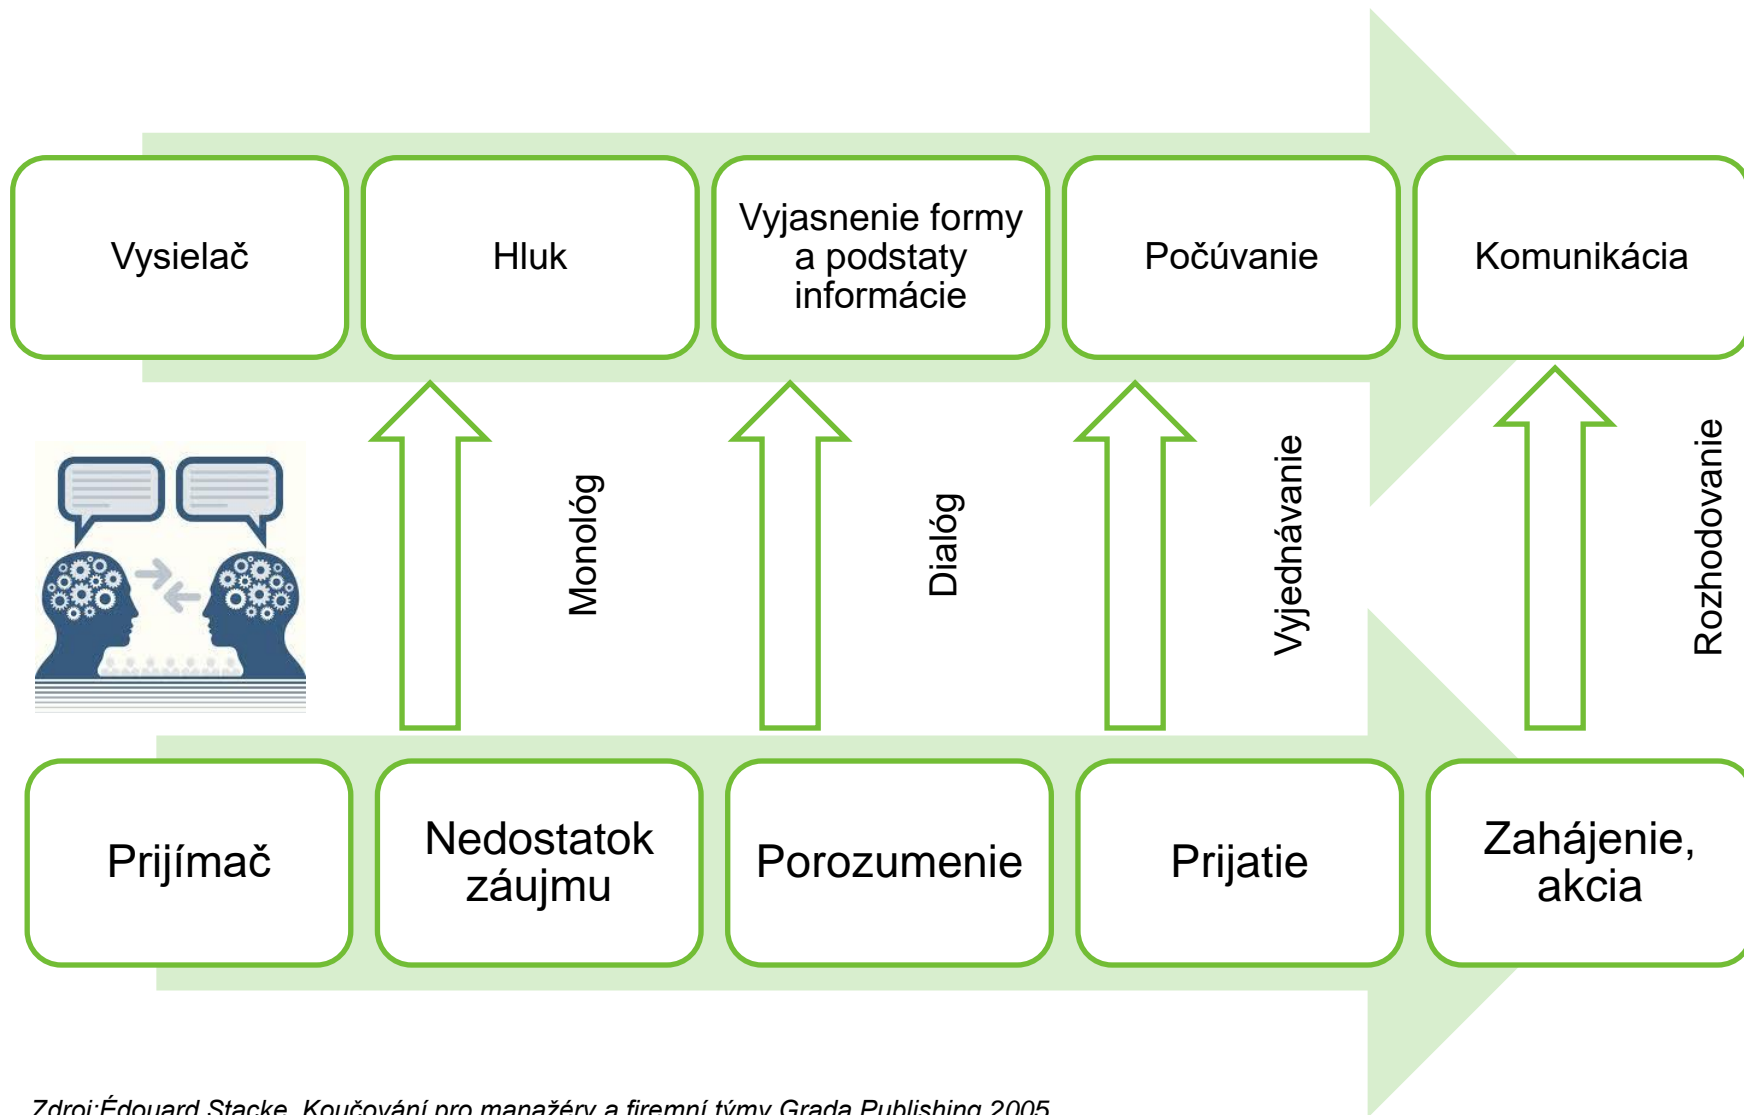 Vysielač
Hluk
Vyjasnenie formy
a podstaty
informácie
Počúvanie
Komunikácia
Monológ
Dialóg
Vyjednávanie
Rozhodovanie
Prijímač
Nedostatok
záujmu
Porozumenie
Prijatie
Zahájenie,
akcia
Zdroj:Édouard Stacke, Koučování pro manažéry a firemní týmy Grada Publishing 2005